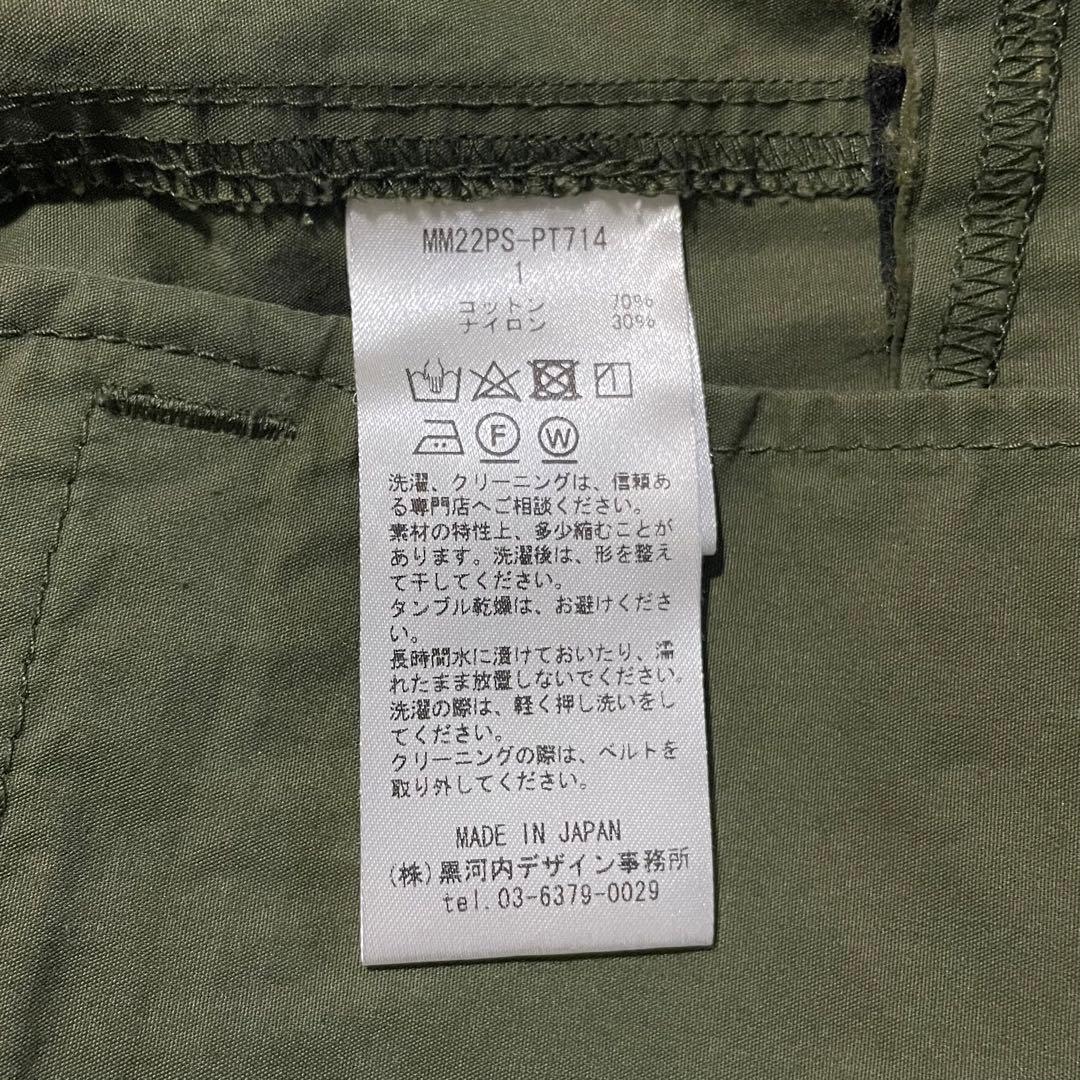 MM22PS-PT714
1
コットン 70%
ナイロン 30%
F W
洗濯、クリーニングは、信頼あ
る専門店へご相談ください。
素材の特性上、多少縮むことが
あります。洗濯後は、形を整え
て干してください。
タンブル乾燥は、お避けくださ
い。
長時間水に漬けておいたり、濡
れたまま放置しないでください。
洗濯の際は、軽く押し洗いをし
てください。
クリーニングの際は、ベルトを
取り外してください。
MADE IN JAPAN
(株)黒河内デザイン事務所
tel.03-6379-0029